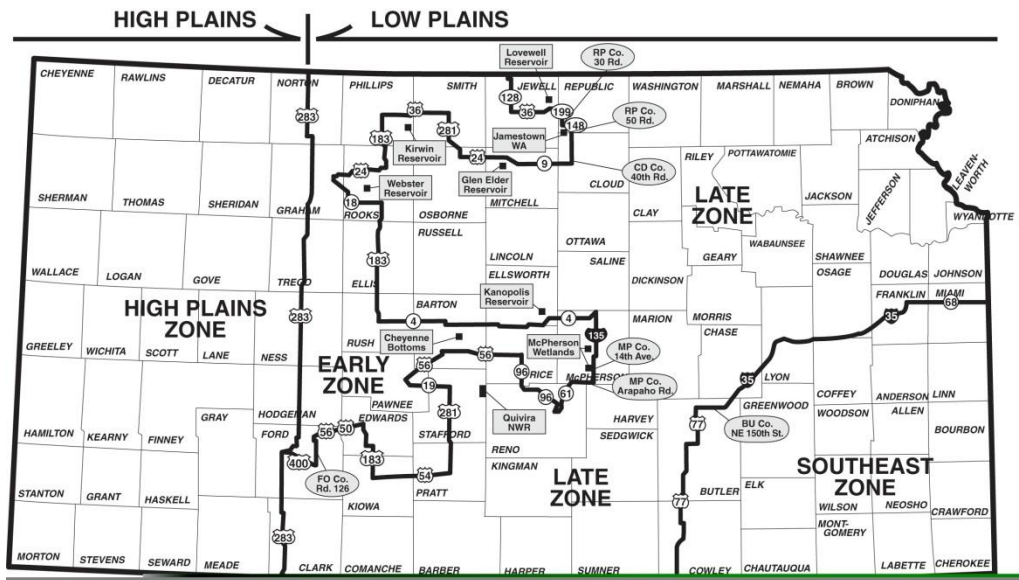 HIGH PLAINS
LOW PLAINS
CHEYENNE
RAWLINS
DECATUR
NORTON
PHILLIPS
SMITH
JEWELL
REPUBLIC
WASHINGTON
MARSHALL
NEMAHA
BROWN
DONIPHAN
Lovewell
Reservoir
RP Co.
30 Rd.
283
128
36
199
148
36
183
281
Kirwin
Reservoir
Jamestown
WA
RP Co.
50 Rd.
ATCHISON
LEAVEN-
WORTH
24
24
9
Glen Elder
Reservoir
Webster
Reservoir
CD Co.
40th Rd.
RILEY
POTTAWATOMIE
JACKSON
JEFFERSON
WYANDOTTE
SHERMAN
THOMAS
SHERIDAN
GRAHAM
18
ROOKS
OSBORNE
MITCHELL
CLOUD
CLAY
LATE
ZONE
RUSSELL
LINCOLN
OTTAWA
WABAUNSEE
SHAWNEE
183
ELLSWORTH
SALINE
GEARY
OSAGE
DOUGLAS
JOHNSON
WALLACE
LOGAN
GOVE
TREGO
ELLIS
DICKINSON
Kanopolis
Reservoir
FRANKLIN
MIAMI
68
HIGH PLAINS
ZONE
283
BARTON
4
4
MARION
MORRIS
CHASE
35
135
GREELEY
WICHITA
SCOTT
LANE
NESS
RUSH
Cheyenne
Bottoms
McPherson
Wetlands
MP Co.
14th Ave.
EARLY
ZONE
56
56
96
RICE
McPHERSON
MP Co.
Arapaho Rd.
35
LYON
COFFEY
ANDERSON
LINN
19
PAWNEE
96
61
HODGEMAN
EDWARDS
281
Quivira
NWR
HARVEY
77
GREENWOOD
WOODSON
ALLEN
GRAY
FORD
56
50
STAFFORD
RENO
SEDGWICK
BU Co.
NE 150th St.
BOURBON
HAMILTON
KEARNY
FINNEY
400
183
54
KINGMAN
FO Co.
Rd. 126
PRATT
LATE
ZONE
SOUTHEAST
ZONE
STANTON
GRANT
HASKELL
KIOWA
77
BUTLER
ELK
WILSON
NEOSHO
CRAWFORD
MONT-
GOMERY
283
MORTON
STEVENS
SEWARD
MEADE
CLARK
COMANCHE
BARBER
HARPER
SUMNER
COWLEY
CHAUTAUQUA
LABETTE
CHEROKEE